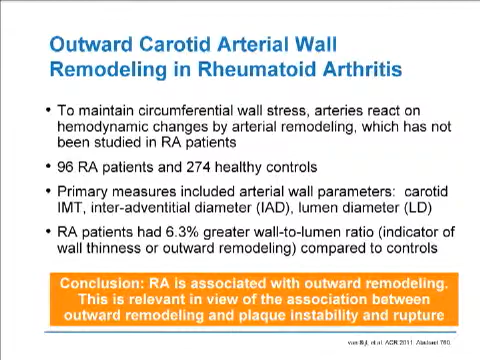 Outward Carotid Arterial Wall
Remodeling in Rheumatoid Arthritis
• To maintain circumferential wall stress, arteries react on
hemodynamic changes by arterial remodeling, which has not
been studied in RA patients
• 96 RA patients and 274 healthy controls
• Primary measures included arterial wall parameters: carotid
IMT, inter-adventitial diameter (IAD), lumen diameter (LD)
• RA patients had 6.3% greater wall-to-lumen ratio (indicator of
wall thinness or outward remodeling) compared to controls
Conclusion: RA is associated with outward remodeling.
This is relevant in view of the association between
outward remodeling and plaque instability and rupture
et al. ACR 2011. Abstract